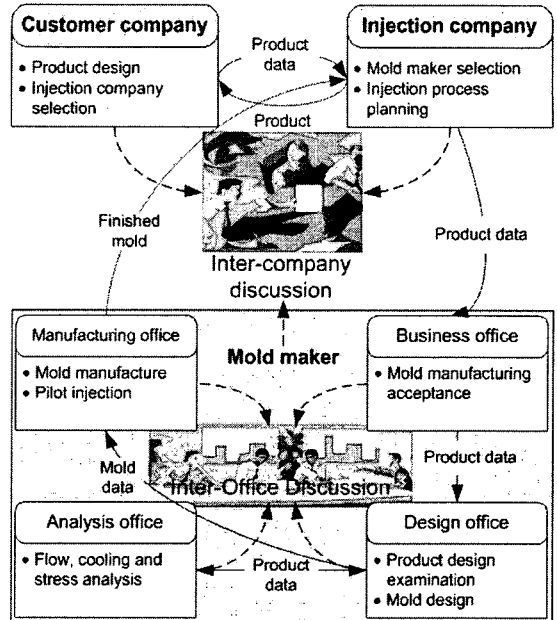 Customer company
• Product design
• Injection company
selection
Product
data
Injection company
• Mold maker selection
• Injection process
planning
Product
Finished
mold
Inter-company
discussion
Product data
Manufacturing office
• Mold manufacture
• Pilot injection
Mold maker
Business office
• Mold manufacturing
acceptance
Mold
data
Inter-Office Discussion
Product data
Analysis office
• Flow, cooling and
stress analysis
Product
data
Design office
• Product design
examination
• Mold design